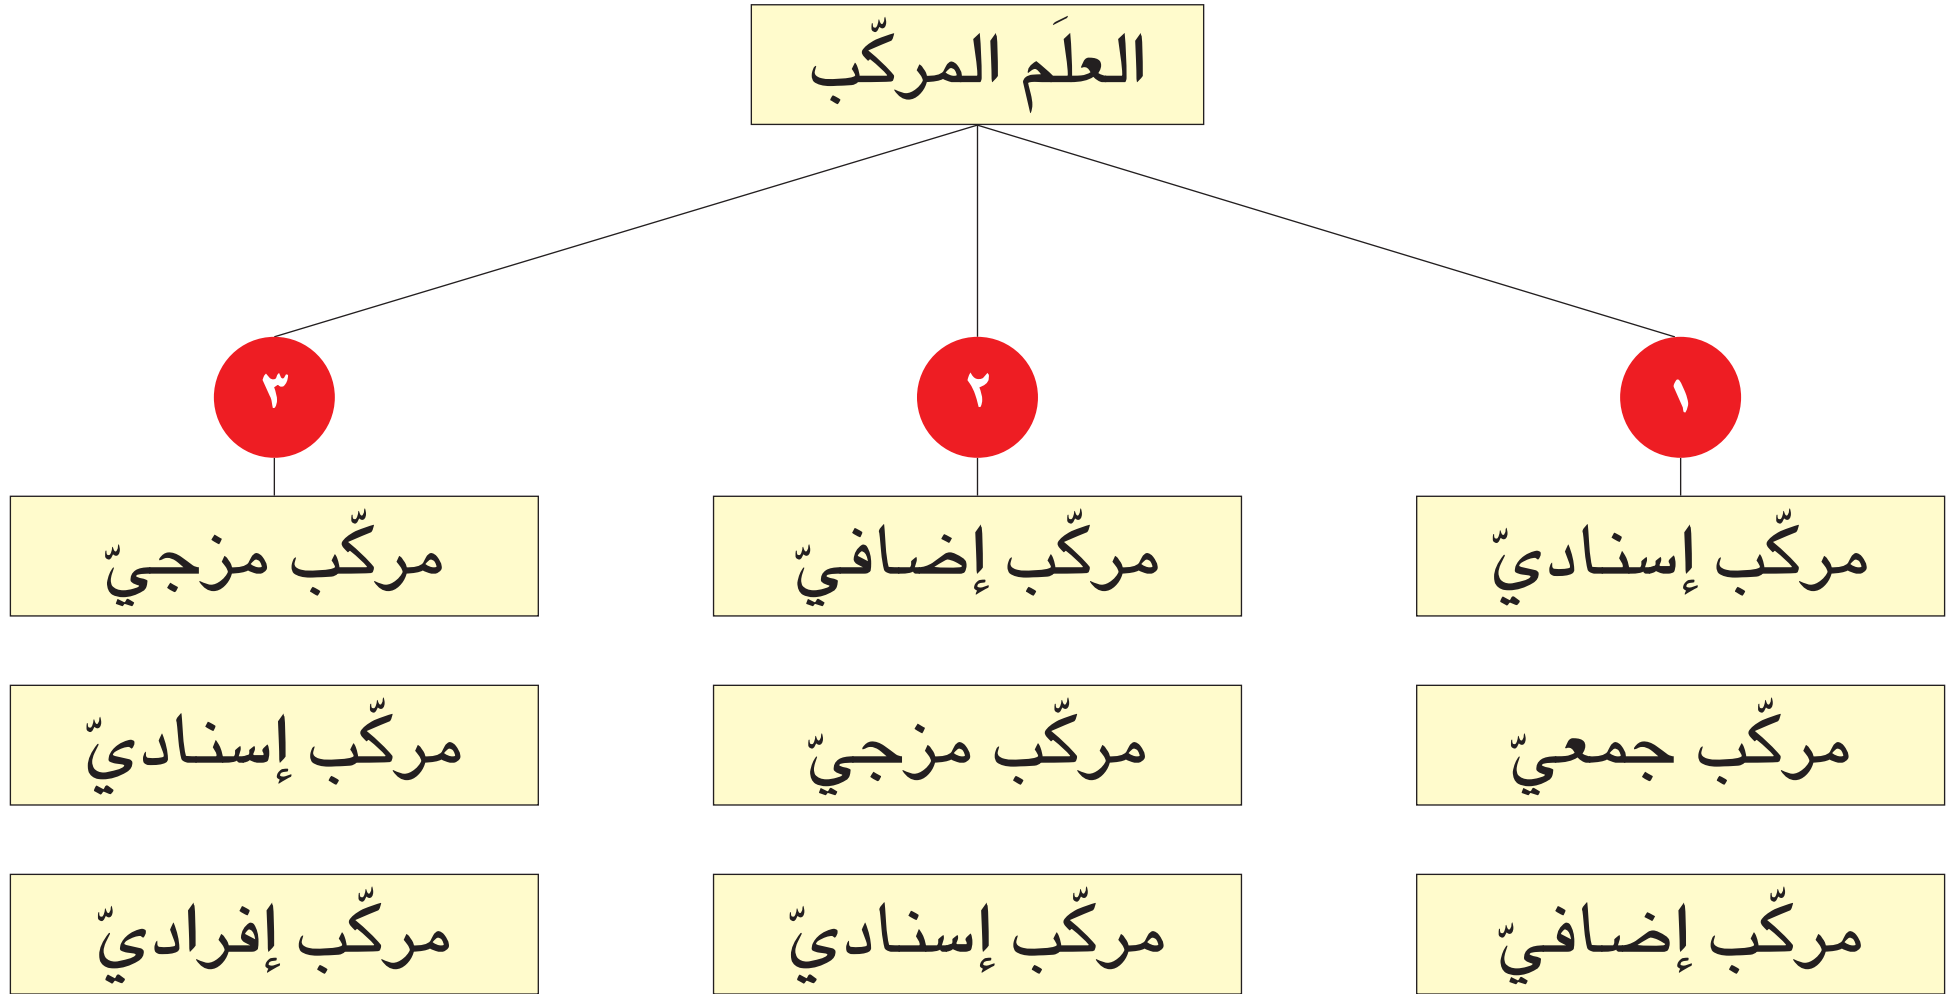 العلَم المركّب
١ ٢ ٣
مركّب إسناديّ مركّب إضافيّ مركّب مزجيّ
مركّب جمعيّ مركّب مزجيّ مركّب إسناديّ
مركّب إضافيّ مركّب إسناديّ مركّب إفراديّ